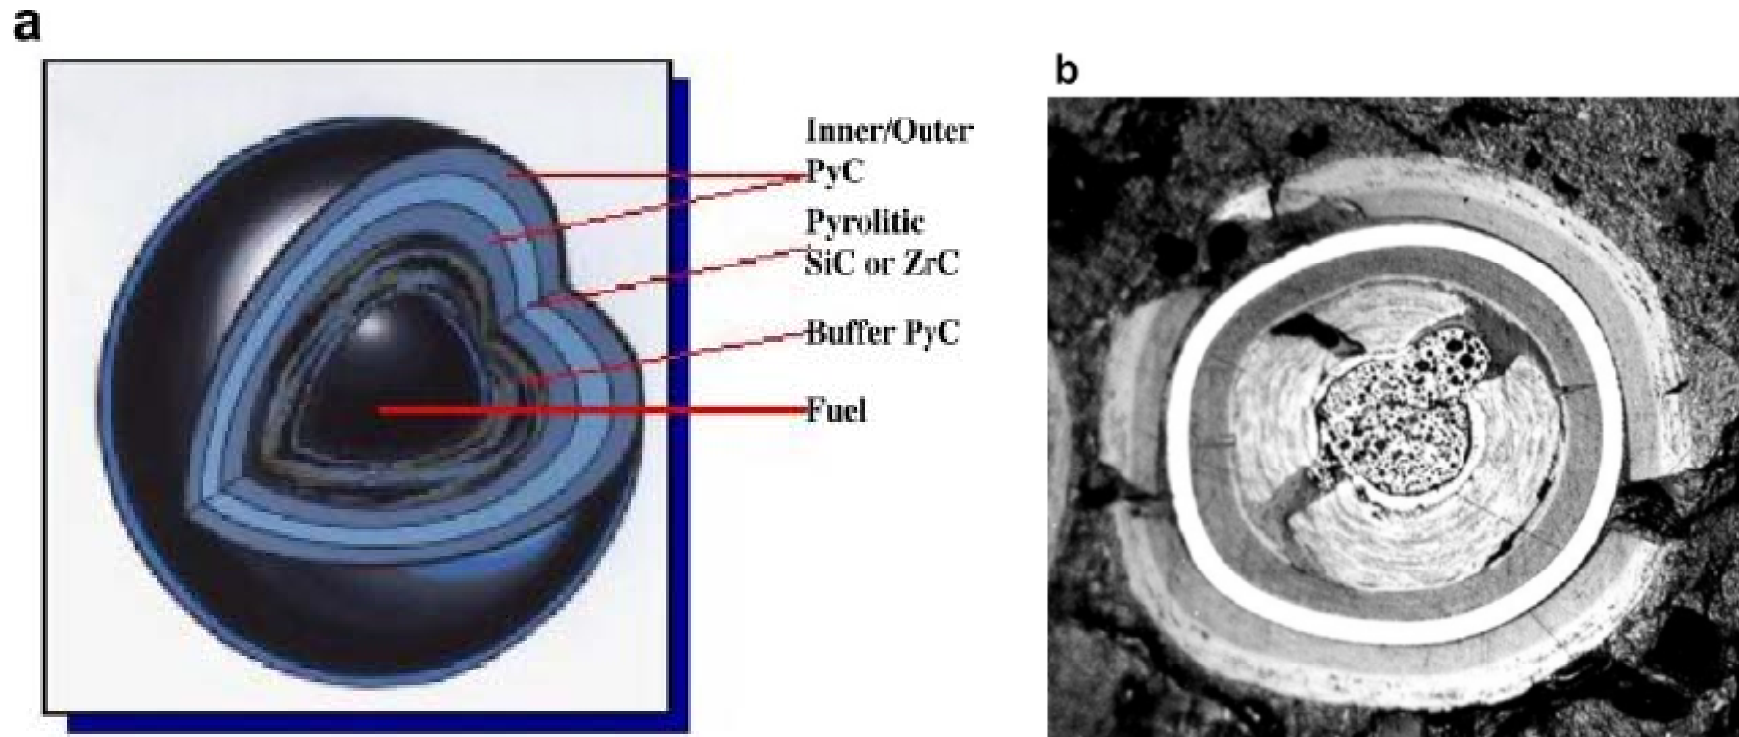 a
Inner/Outer
PyC
Pyrolitic
SiC or ZrC
Buffer PyC
Fuel
b